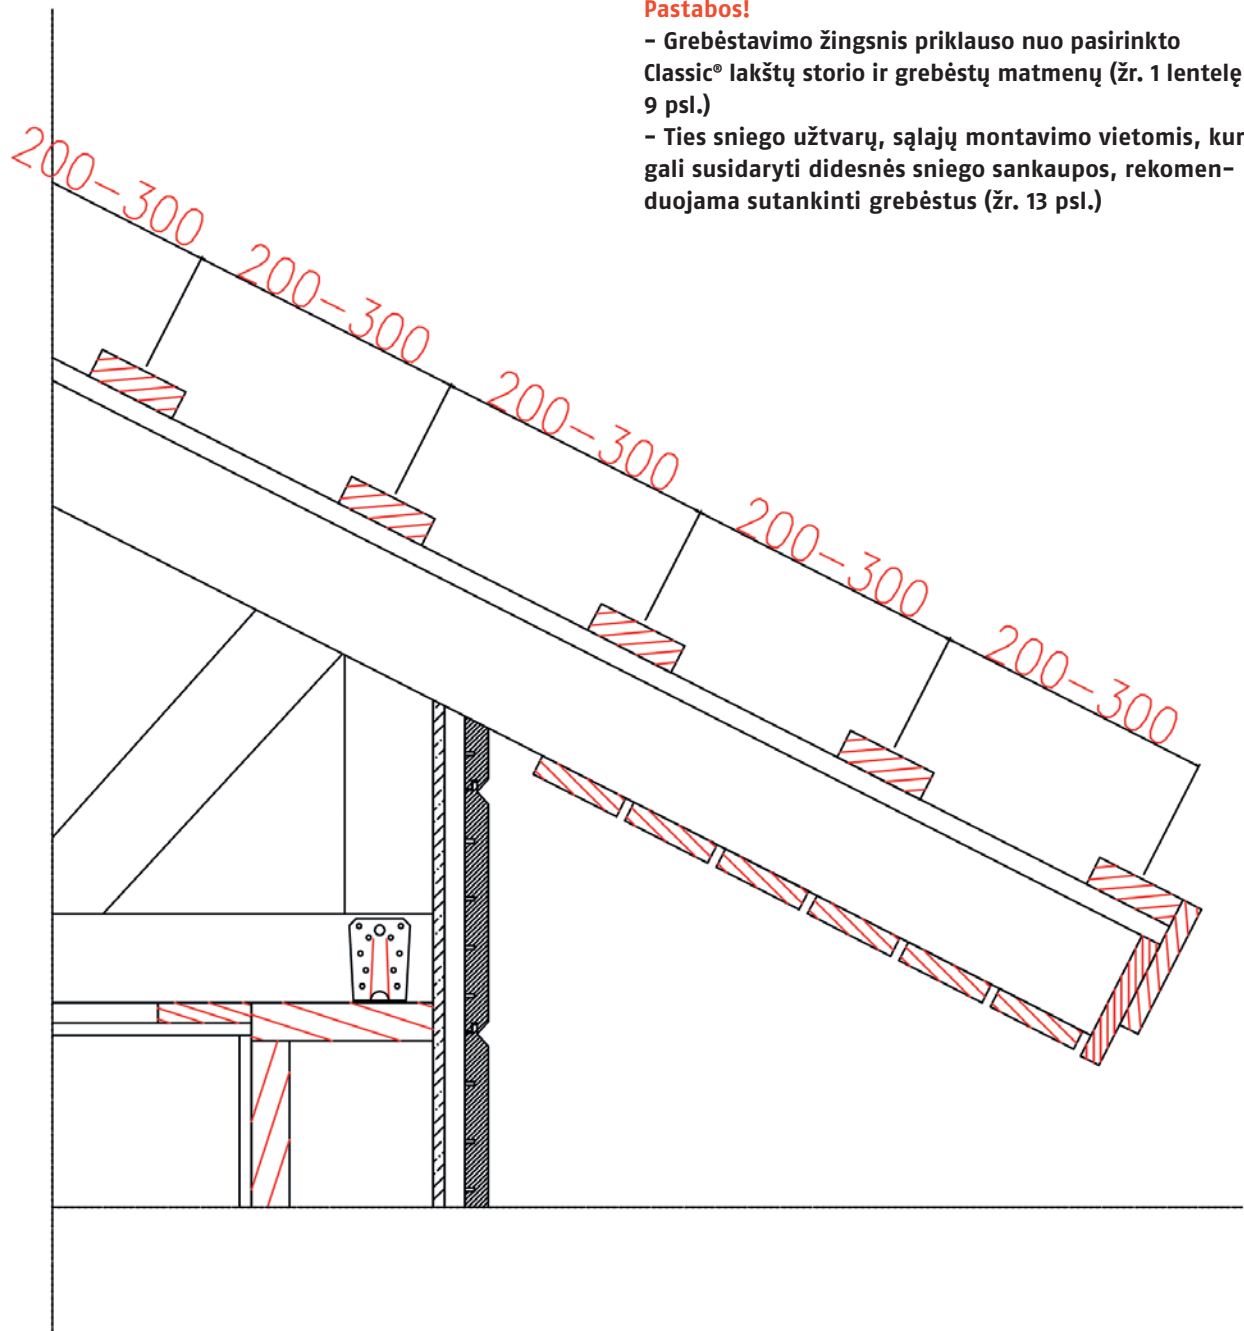 Pastabos!
– Grebėstavimo žingsnis priklauso nuo pasirinkto
Classic® lakštų storio ir grebėstų matmenų (žr. 1 lentelę
9 psl.)
– Ties sniego užtvarų, sąlajų montavimo vietomis, kur
gali susidaryti didesnės sniego sankaupos, rekomen-
duojama sutankinti grebėstus (žr. 13 psl.)
200-300
200-300
200-300
200-300
200-300